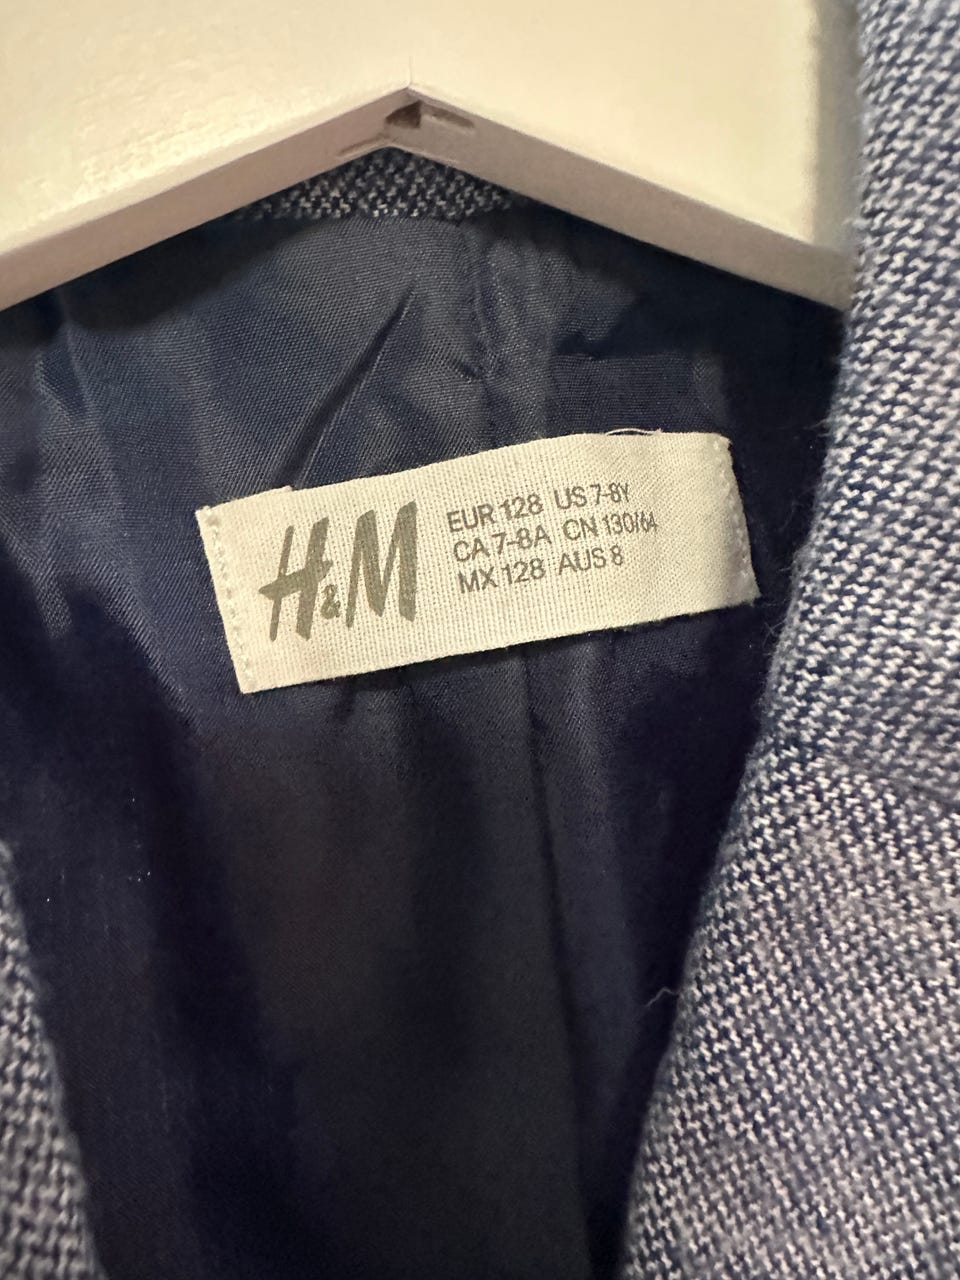 H&M
EUR 128 US 7-8Y
CA 7-8A CN 130/64
MX 128 AUS 8